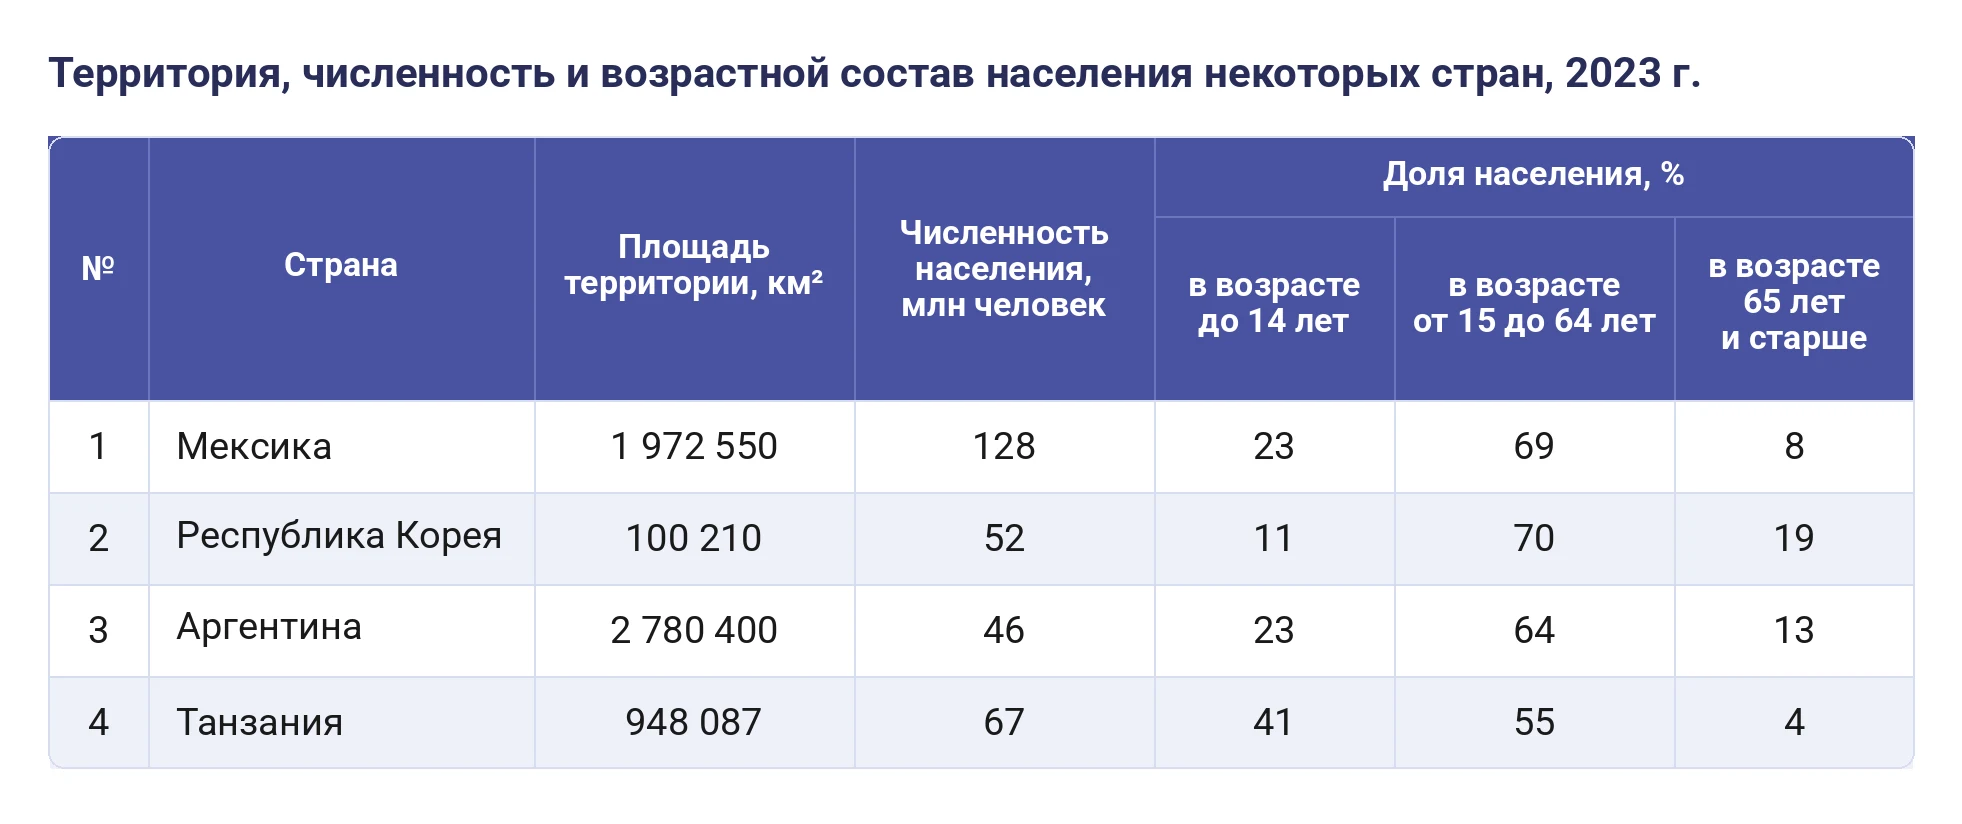 Территория, численность и возрастной состав населения некоторых стран, 2023 г.
№
Страна
Площадь
территории, км²
Численность
населения,
млн человек
Доля населения, %
в возрасте
до 14 лет
в возрасте
от 15 до 64 лет
в возрасте
65 лет
и старше
1 Мексика 1 972 550 128 23 69 8
2 Республика Корея 100 210 52 11 70 19
3 Аргентина 2 780 400 46 23 64 13
4 Танзания 948 087 67 41 55 4